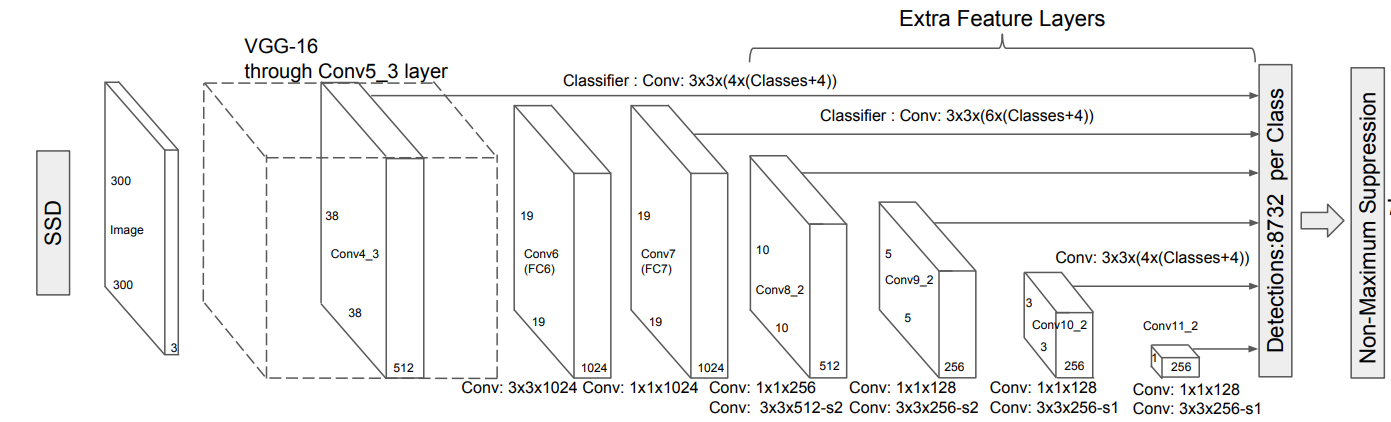 Extra Feature Layers
VGG-16
through Conv5_3 layer
Classifier : Conv: 3x3x(4x(Classes+4))
Classifier : Conv: 3x3x(6x(Classes+4))
SSD
300
Image
300
3
38
Conv4_3
38
512
19
Conv6
(FC6)
19
1024
19
Conv7
(FC7)
19
1024
10
Conv8_2
10
512
5
Conv9_2
5
256
Conv: 3x3x(4x(Classes+4))
3
Conv10_2
3
256
Conv11_2
1
256
Detections:8732 per Class
Non-Maximum Suppression
Conv: 3x3x1024
Conv: 1x1x1024
Conv: 1x1x256
Conv: 3x3x512-s2
Conv: 1x1x128
Conv: 3x3x256-s2
Conv: 1x1x128
Conv: 3x3x256-s1
Conv: 1x1x128
Conv: 3x3x256-s1